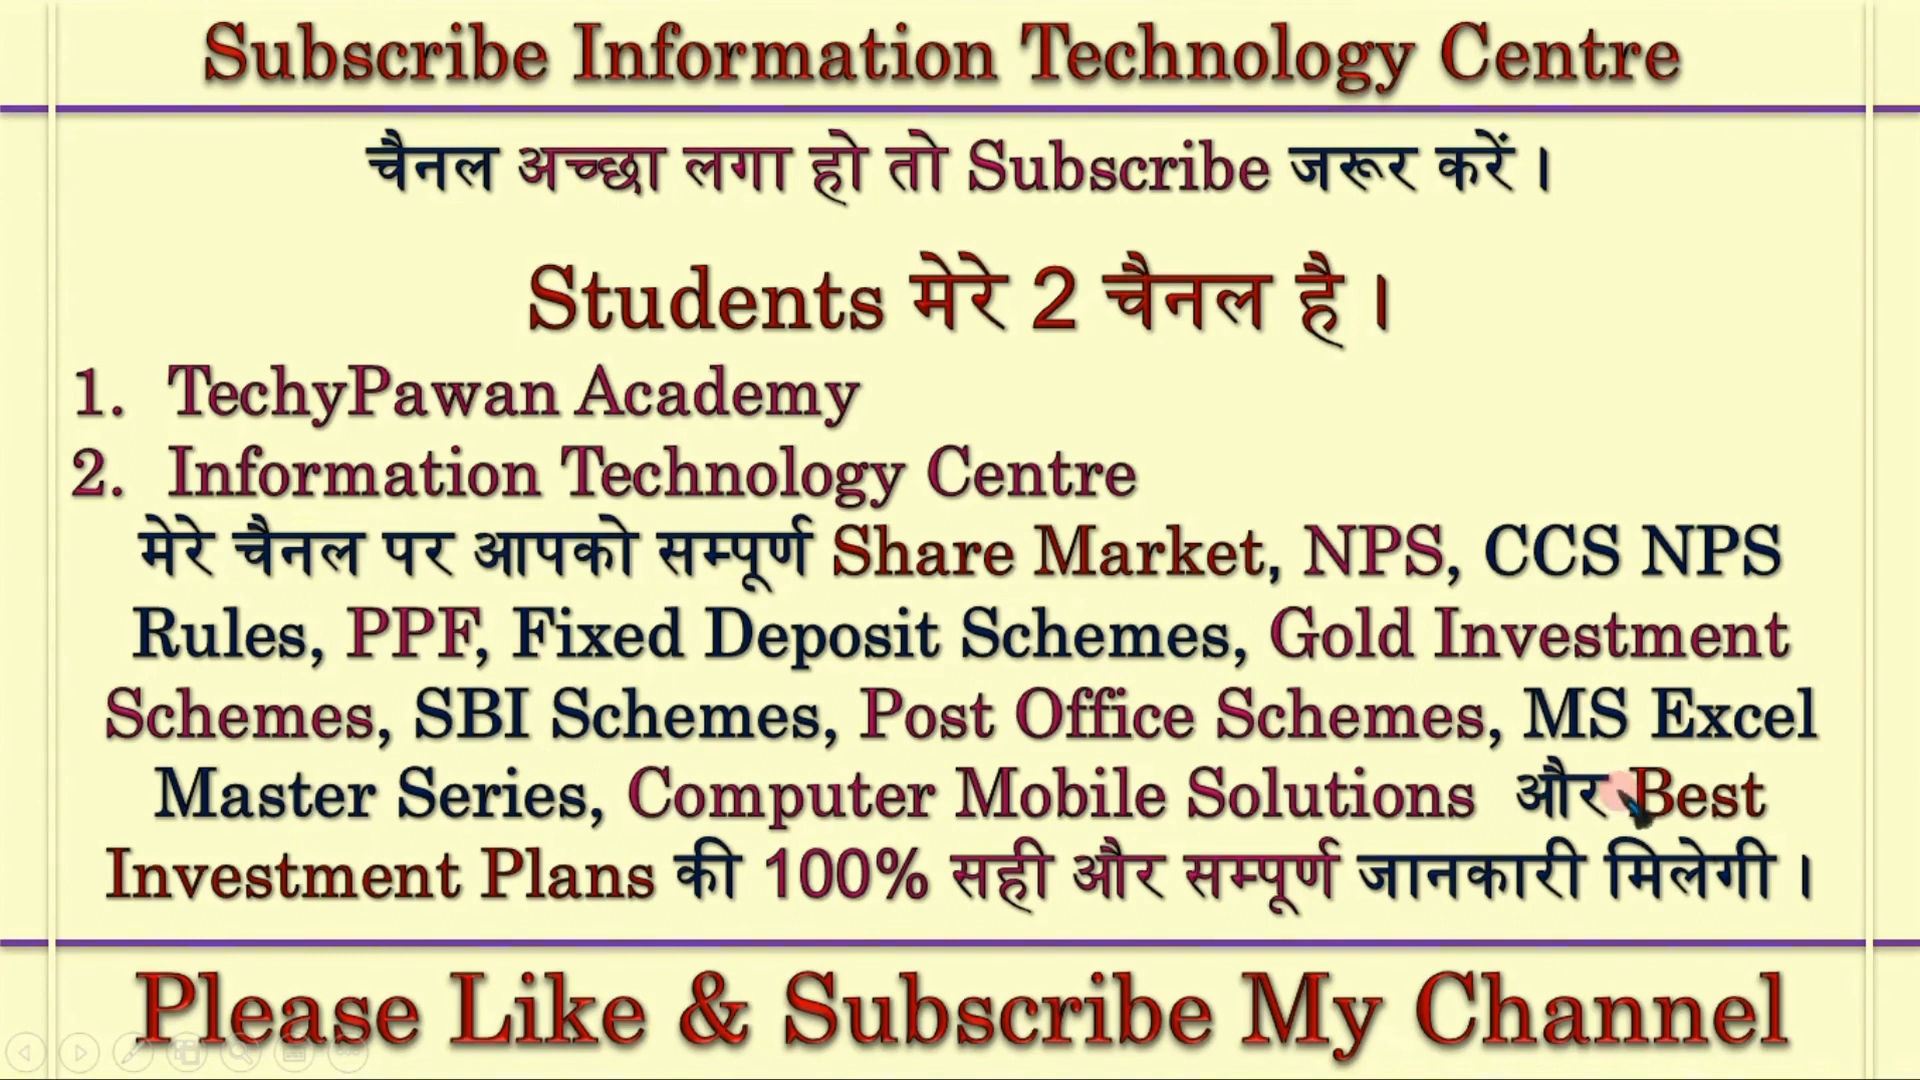 Subscribe Information Technology Centre
चैनल अच्छा लगा हो तो Subscribe जरूर करें ।
Students मेरे 2 चैनल है ।
1. TechyPawan Academy
2. Information Technology Centre
मेरे चैनल पर आपको सम्पूर्ण Share Market, NPS, CCS NPS
Rules, PPF, Fixed Deposit Schemes, Gold Investment
Schemes, SBI Schemes, Post Office Schemes, MS Excel
Master Series, Computer Mobile Solutions और Best
Investment Plans की 100% सही और सम्पूर्ण जानकारी मिलेगी ।
Please Like & Subscribe My Channel